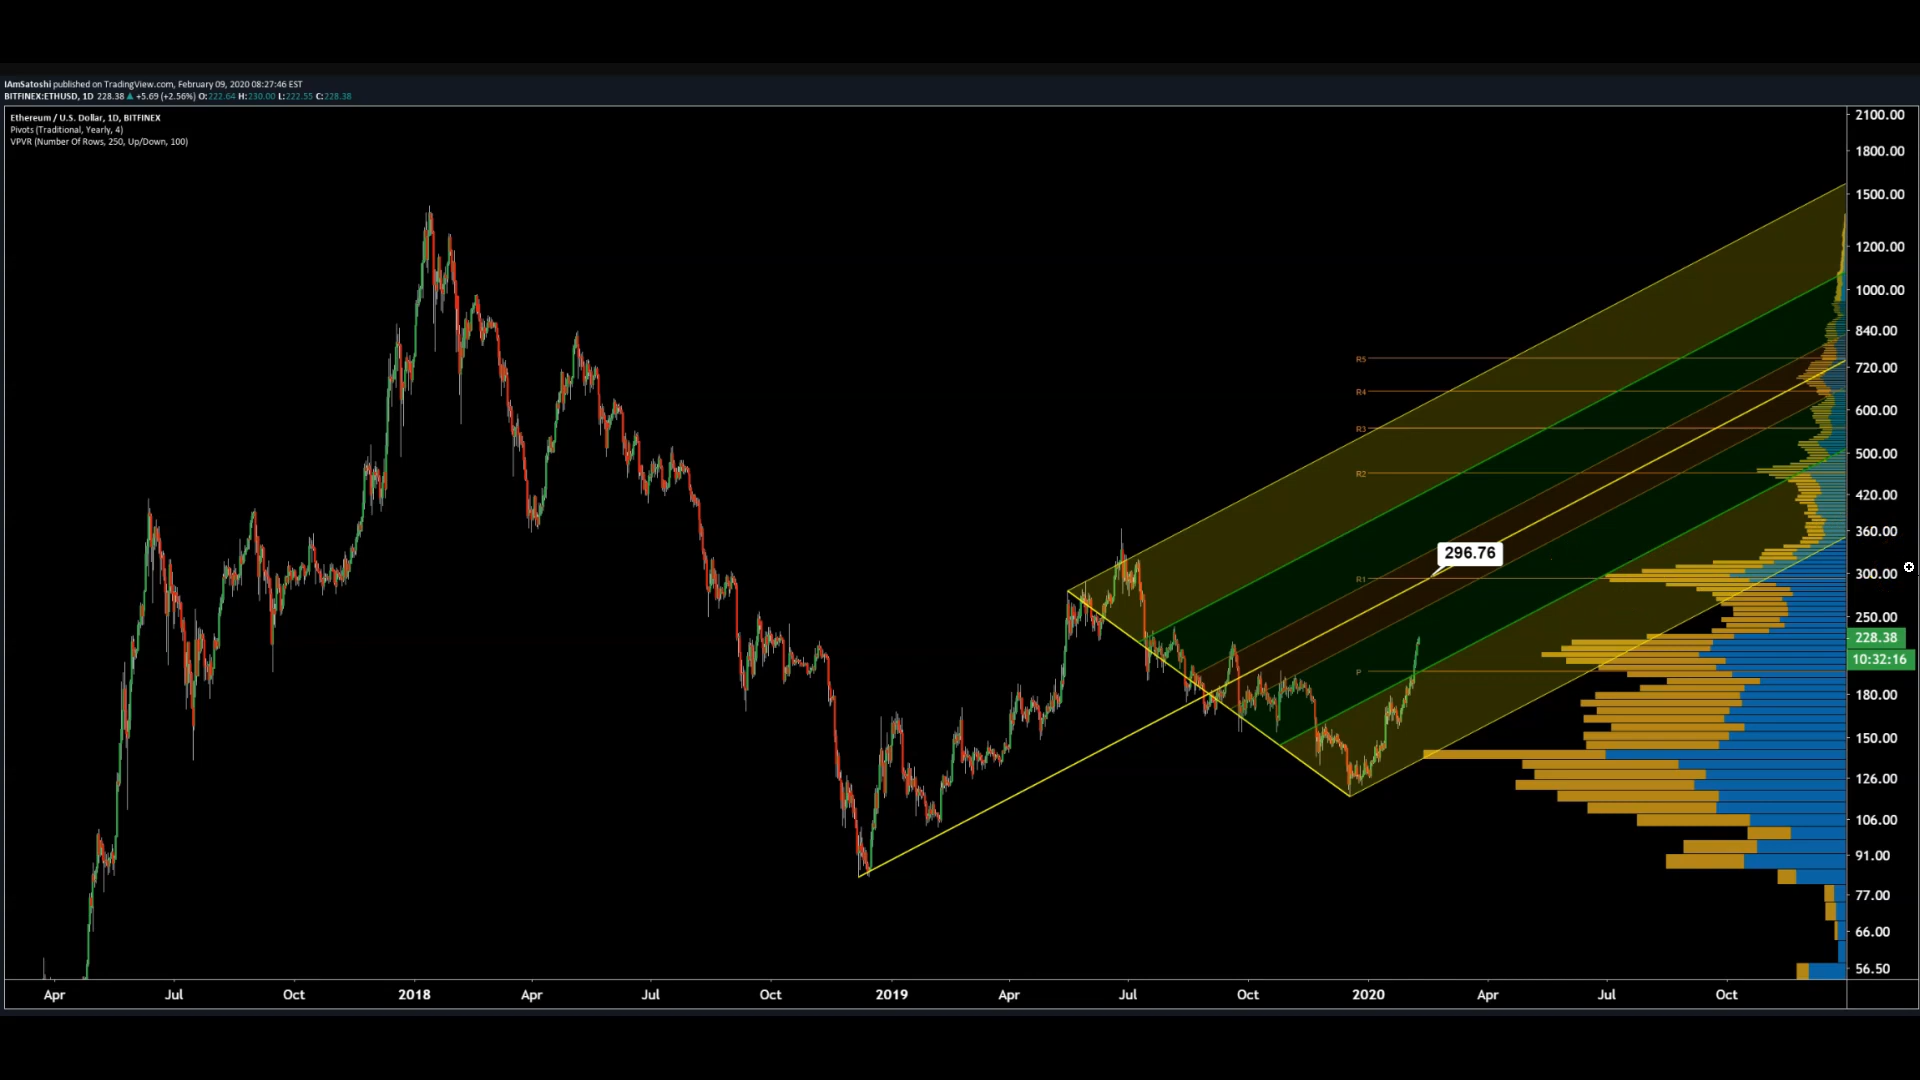 IAmSatoshi published on TradingView.com, February 09, 2020 08:27:46 EST
BITFINEX:ETHUSD, 1D 228.38 ▲ +5.69 (+2.56%) O:222.64 H:230.00 L:222.55 C:228.38
Ethereum / U.S. Dollar, 1D, BITFINEX
Pivots (Traditional, Yearly, 4)
VPVR (Number Of Rows, 250, Up/Down, 100)
2100.00
1800.00
1500.00
1200.00
1000.00
840.00
R5
720.00
R4
600.00
R3
500.00
R2
420.00
360.00
296.76
300.00
R1
250.00
228.38
10:32:16
P
180.00
150.00
126.00
106.00
91.00
77.00
66.00
56.50
Apr Jul Oct 2018 Apr Jul Oct 2019 Apr Jul Oct 2020 Apr Jul Oct